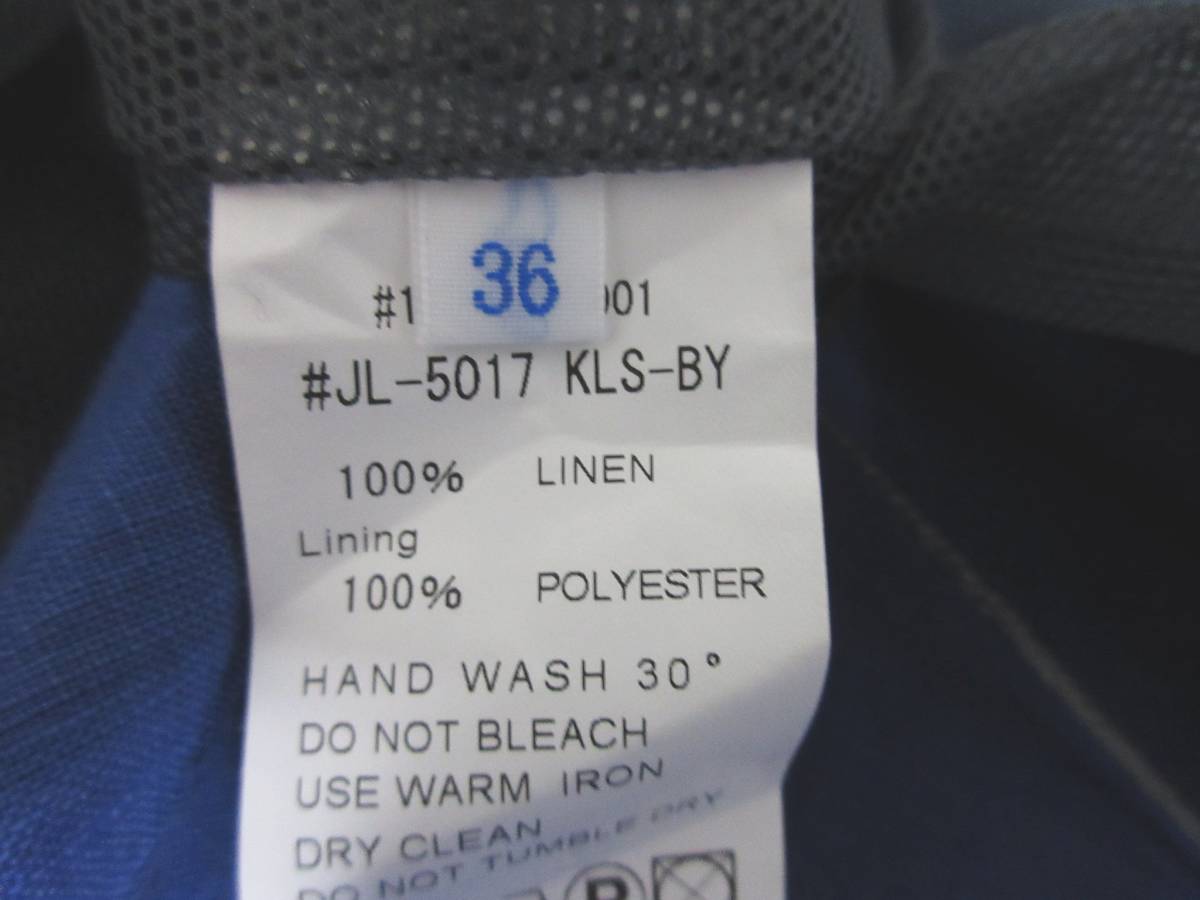 36
#1 001
#JL-5017 KLS-BY
100% LINEN
Lining
100% POLYESTER
HAND WASH 30°
DO NOT BLEACH
USE WARM IRON
DRY CLEAN
DO NOT TUMBLE DRY
P